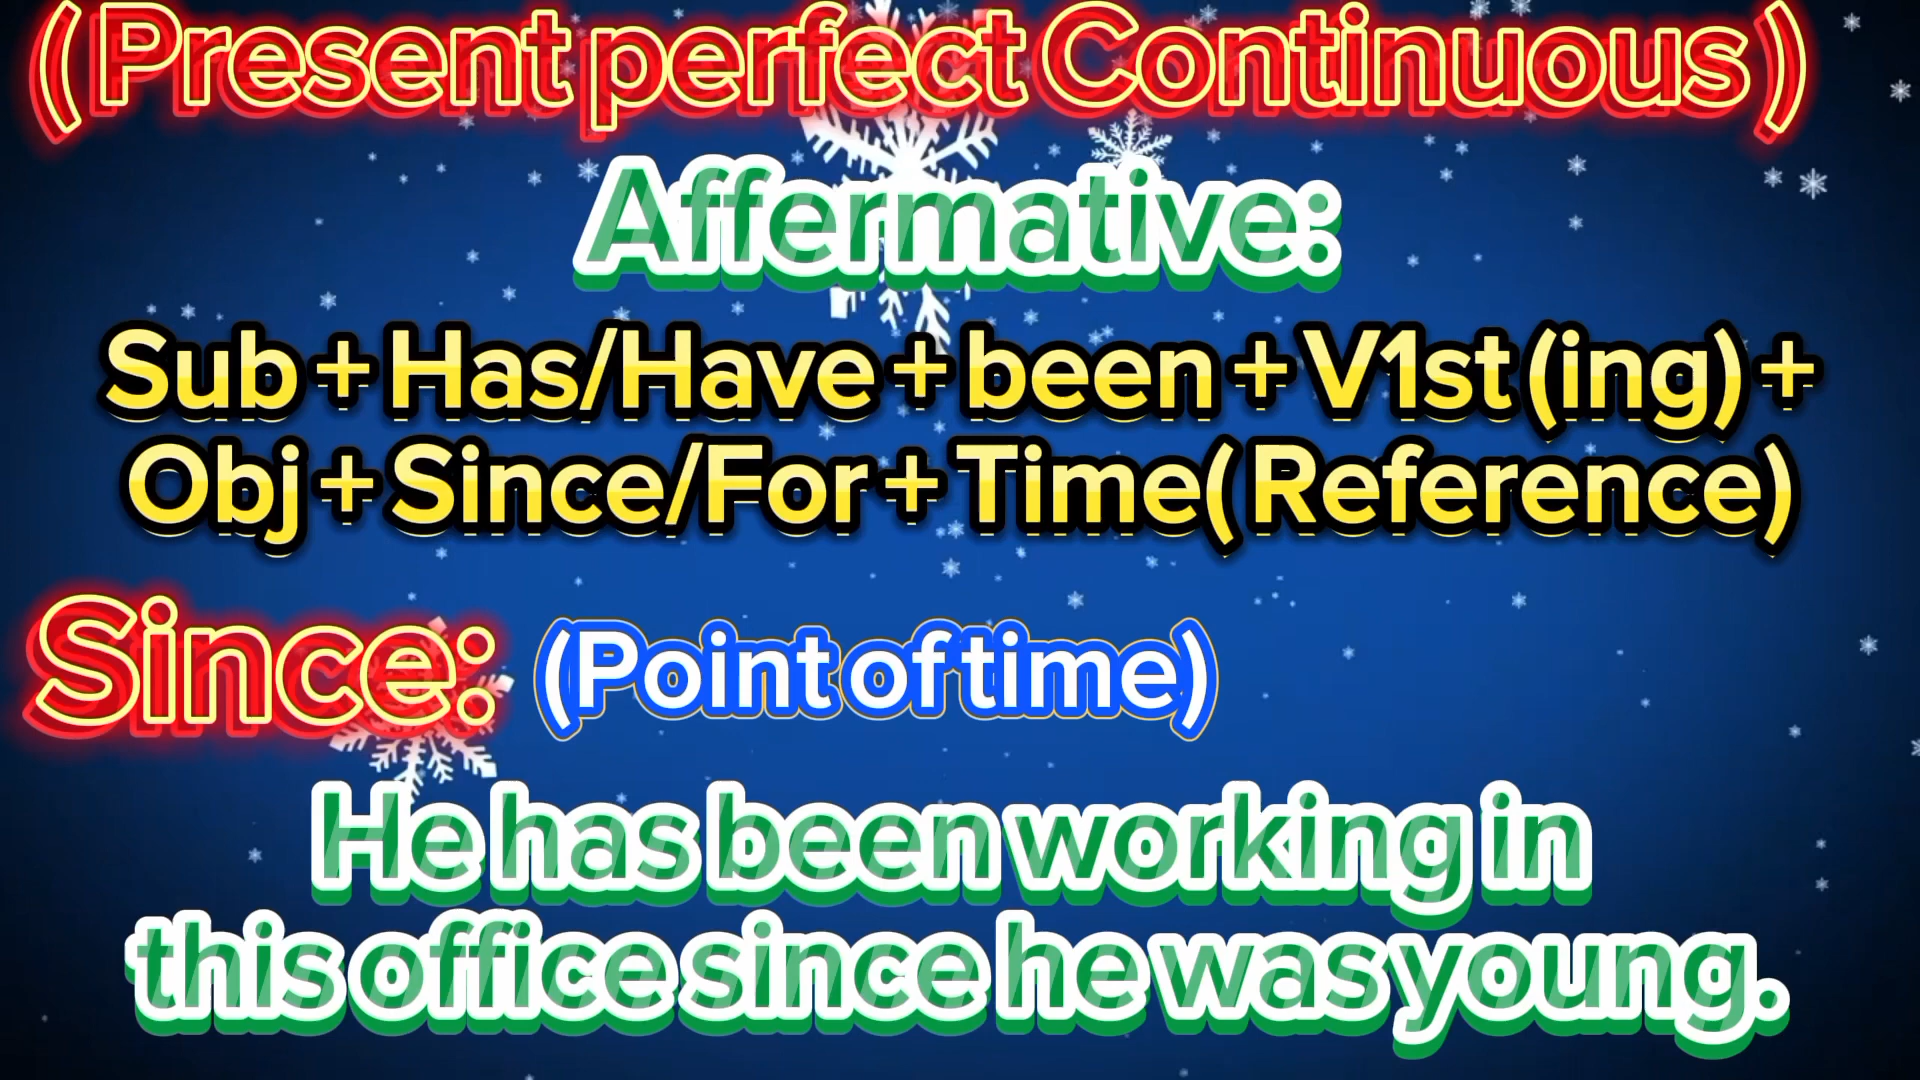 (Present perfect Continuous)
Affermative:
Sub + Has/Have + been + V1st (ing) +
Obj + Since/For + Time( Reference)
Since: (Point of time)
He has been working in
this office since he was young.